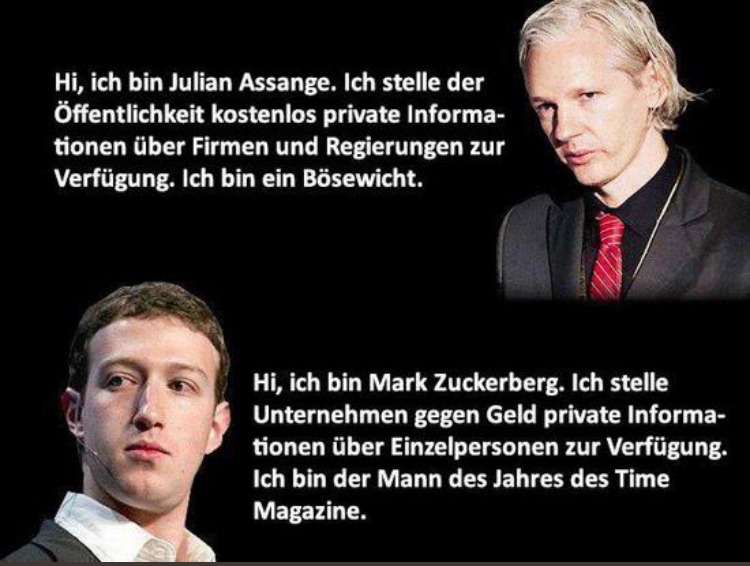 Hi, ich bin Julian Assange. Ich stelle der
Öffentlichkeit kostenlos private Informa-
tionen über Firmen und Regierungen zur
Verfügung. Ich bin ein Bösewicht.
Hi, ich bin Mark Zuckerberg. Ich stelle
Unternehmen gegen Geld private Informa-
tionen über Einzelpersonen zur Verfügung.
Ich bin der Mann des Jahres des Time
Magazine.